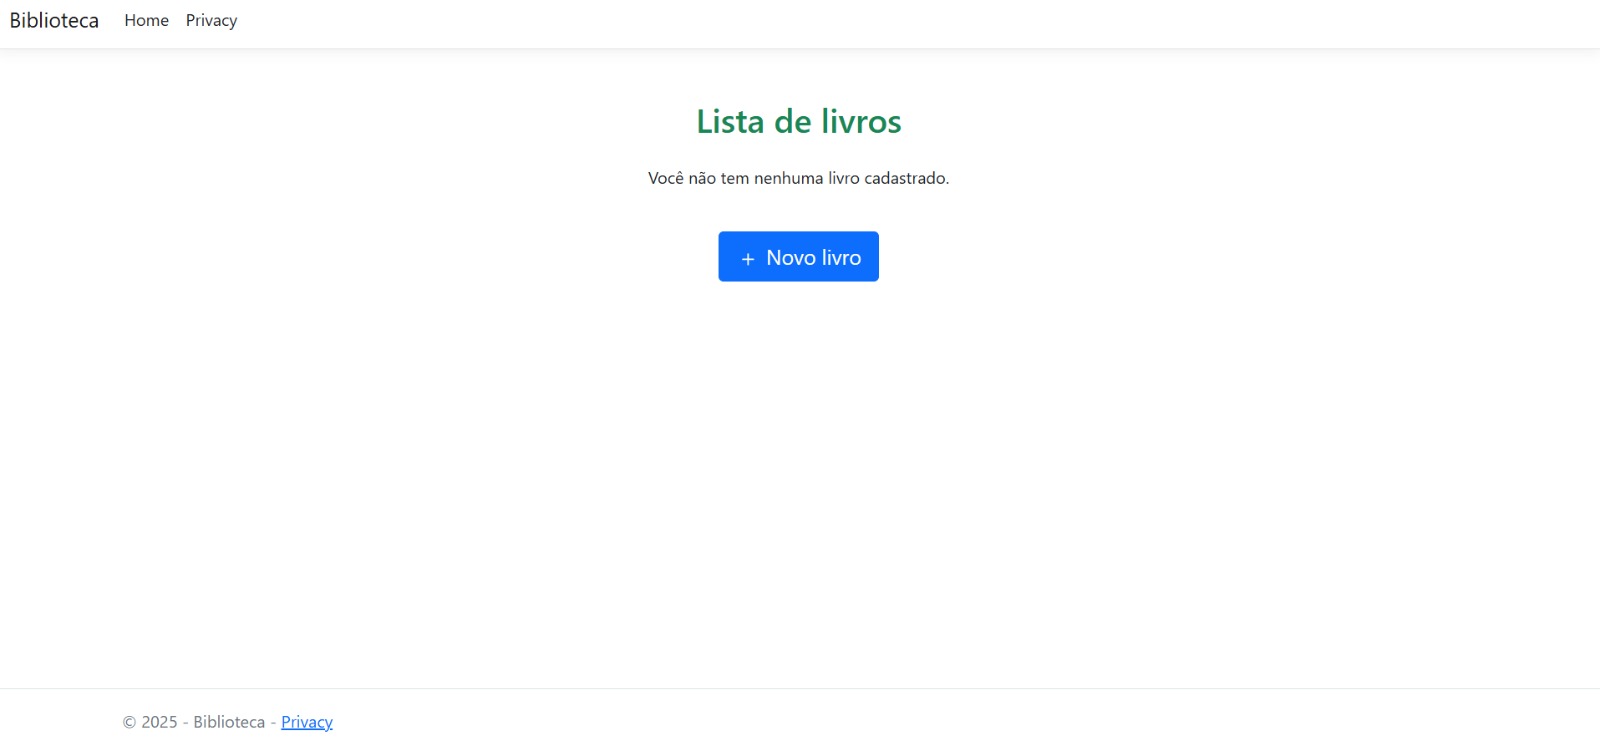 Biblioteca Home Privacy
Lista de livros
Você não tem nenhuma livro cadastrado.
+ Novo livro
© 2025 - Biblioteca - Privacy